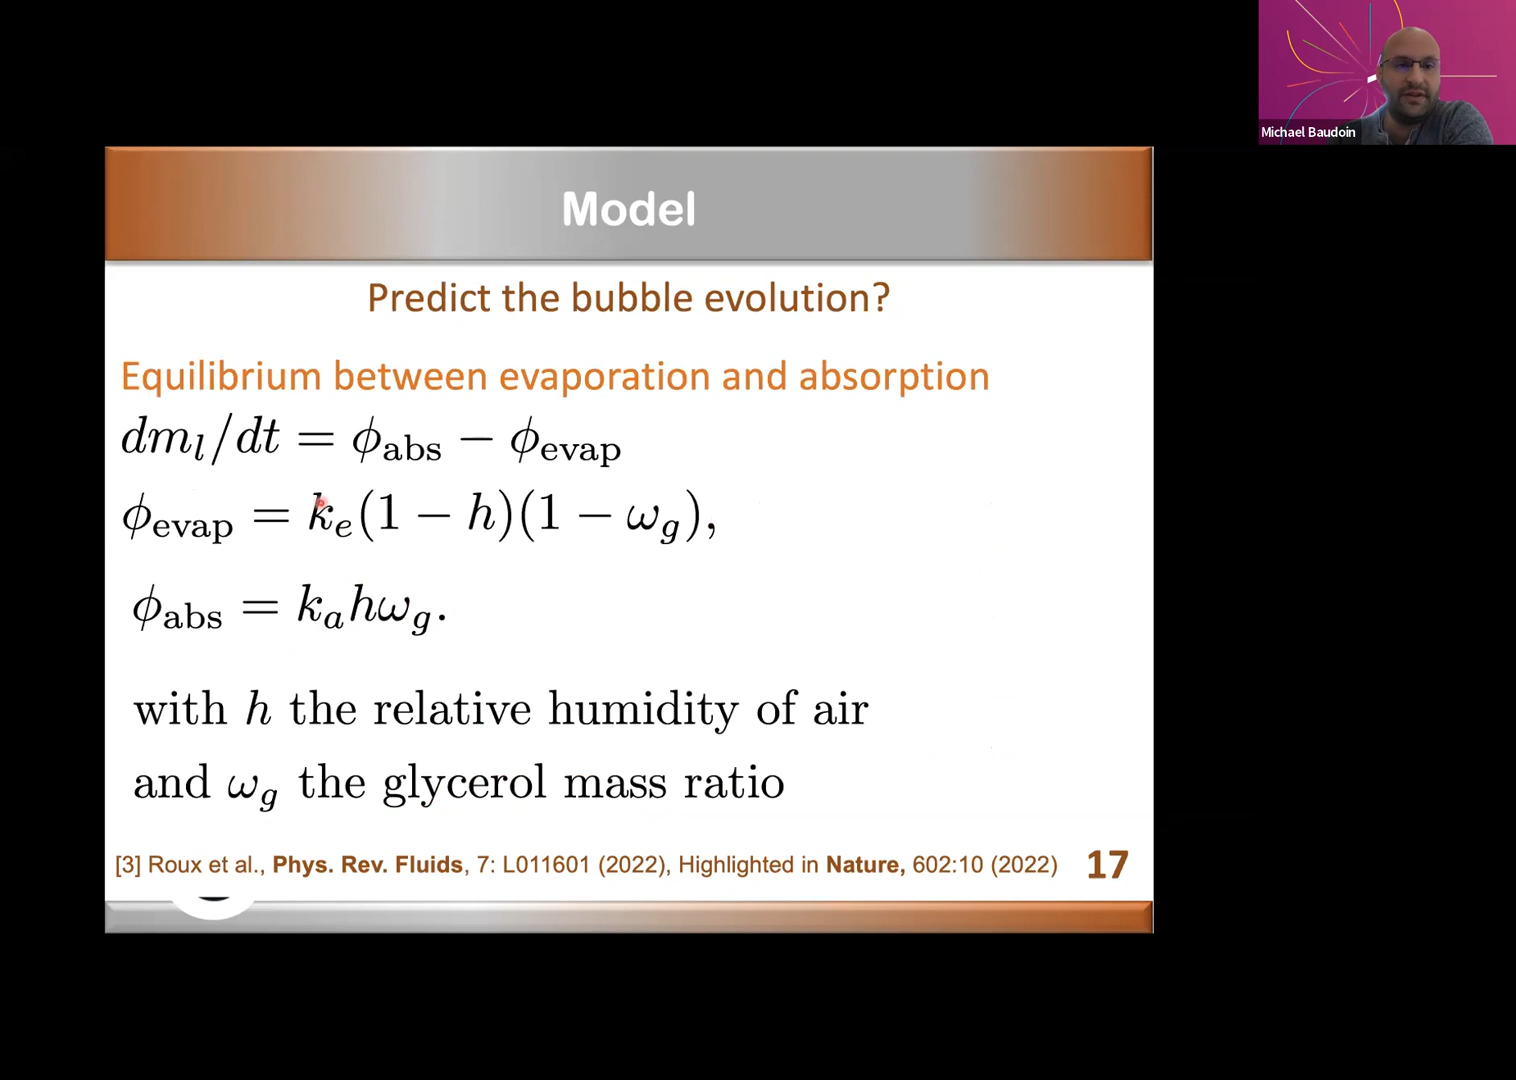 Michael Baudoin
Model
Predict the bubble evolution?
Equilibrium between evaporation and absorption
dm_l/dt = ϕ_abs − ϕ_evap
ϕ_evap = k_e(1 − h)(1 − ω_g),
ϕ_abs = k_a h ω_g.
with h the relative humidity of air
and ω_g the glycerol mass ratio
[3] Roux et al., Phys. Rev. Fluids, 7: L011601 (2022), Highlighted in Nature, 602:10 (2022) 17